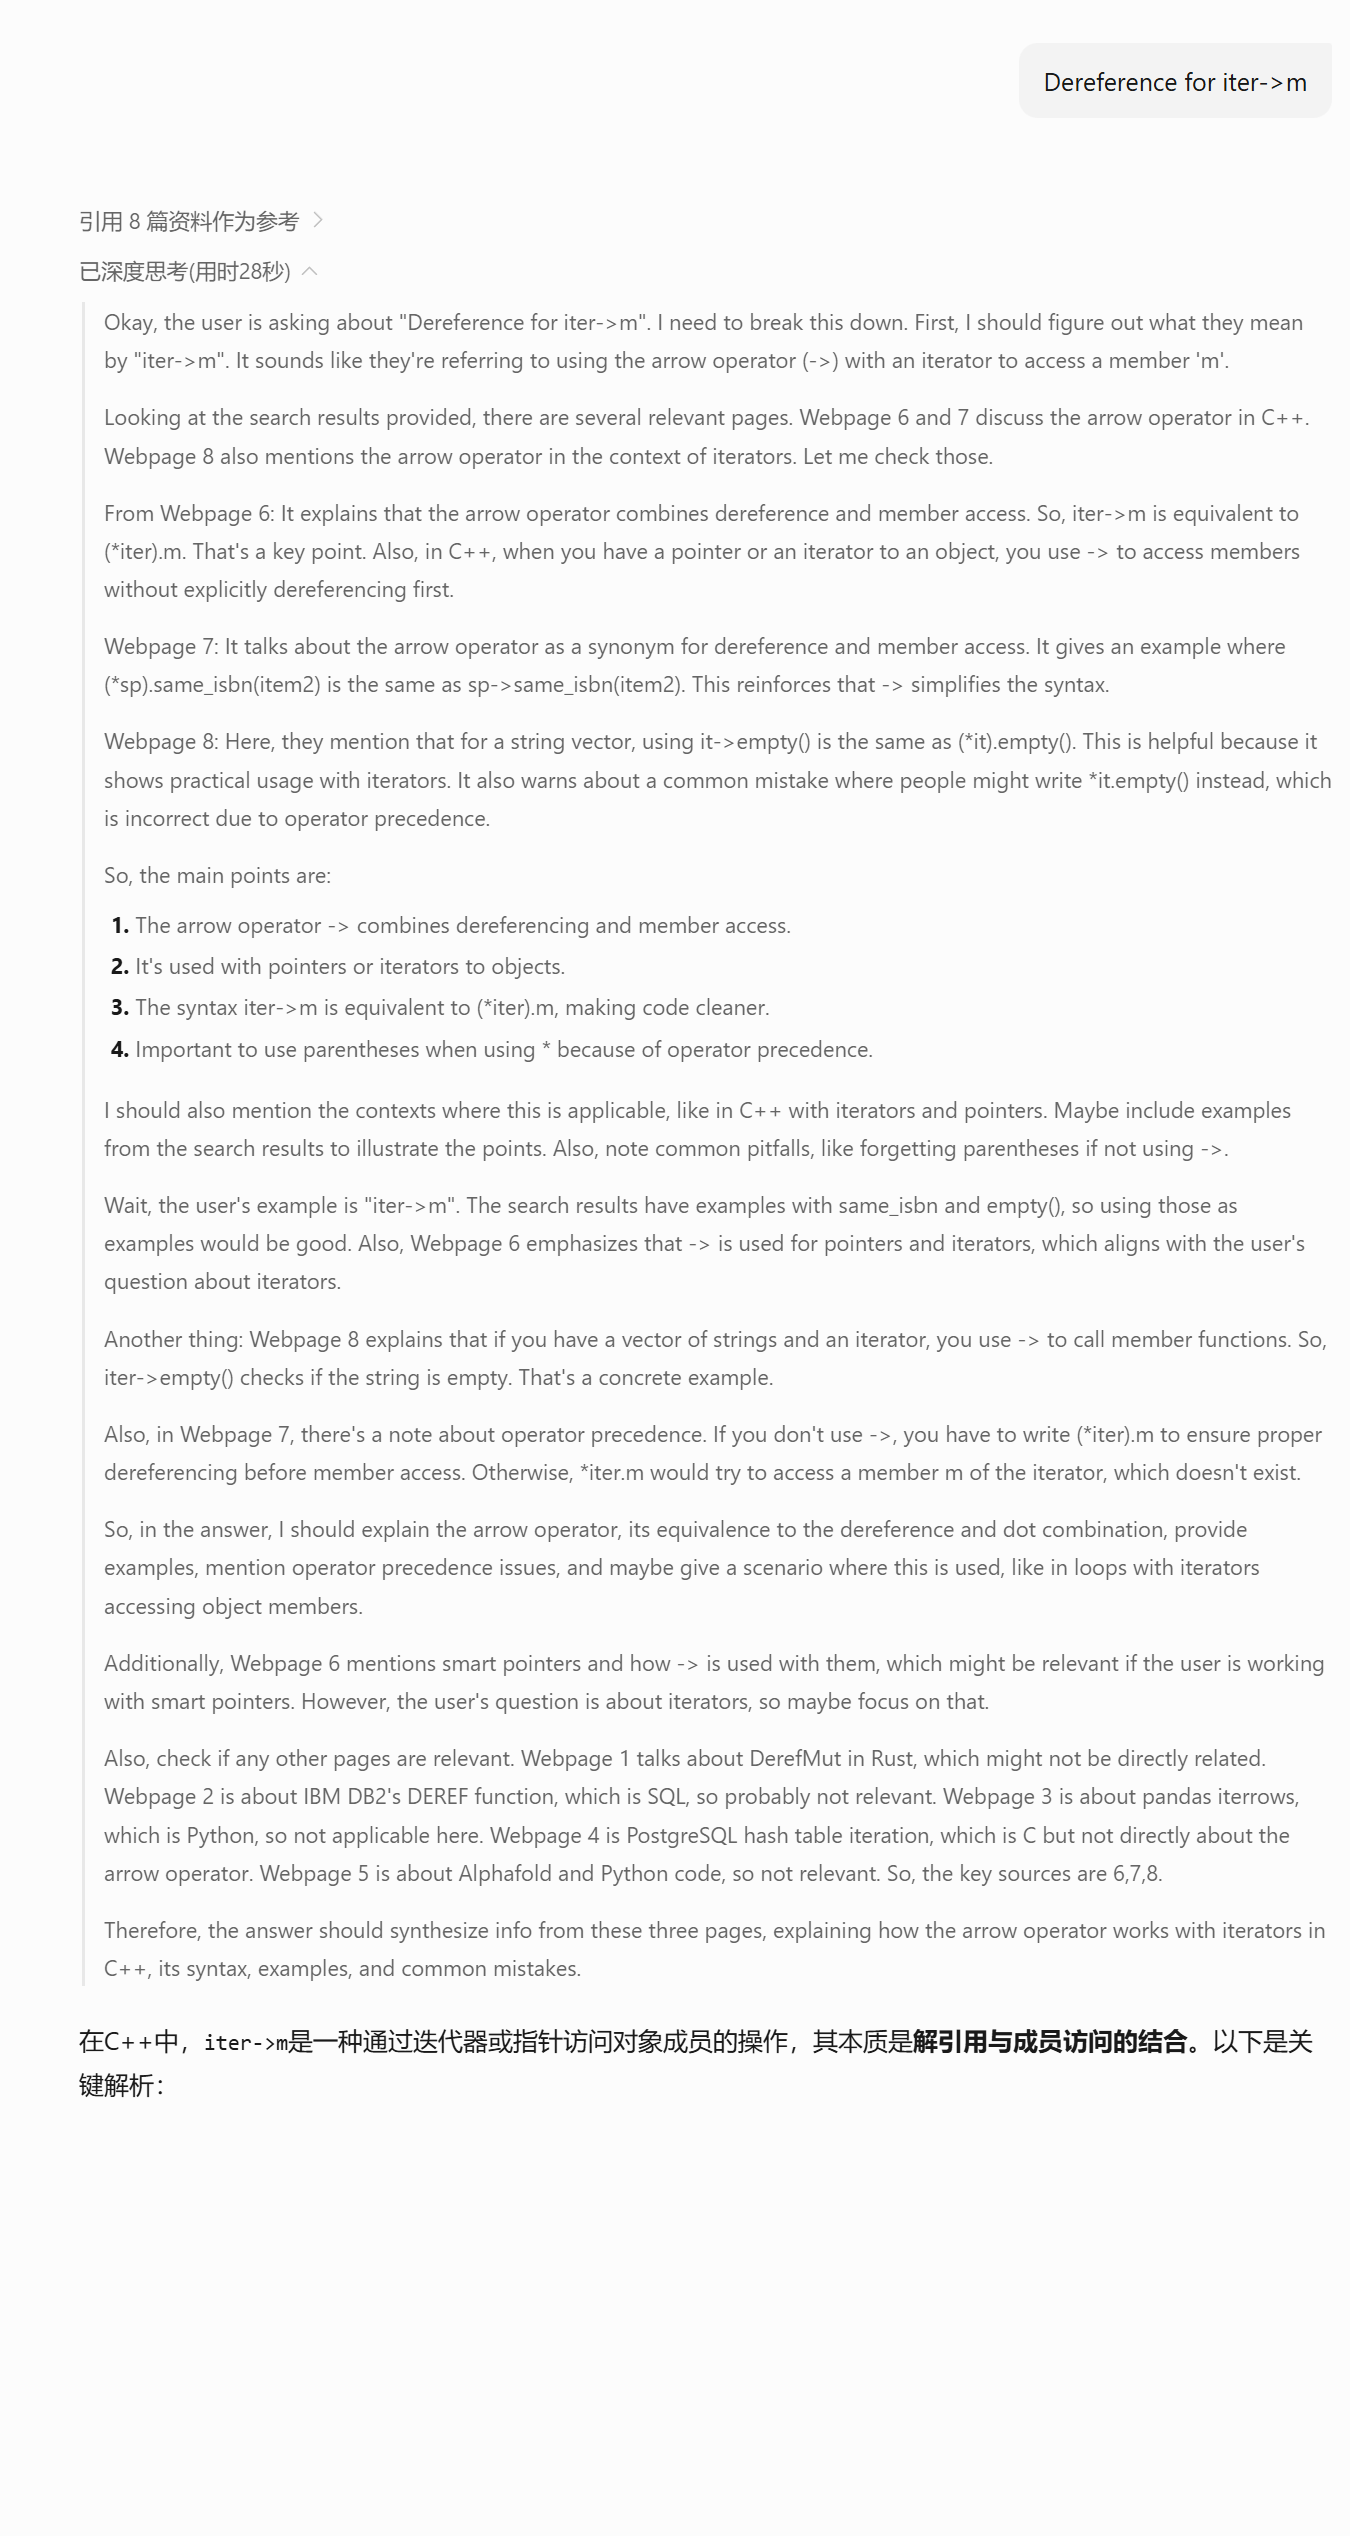 Dereference for iter->m
引用 8 篇资料作为参考
已深度思考(用时28秒)
Okay, the user is asking about "Dereference for iter->m". I need to break this down. First, I should figure out what they mean
by "iter->m". It sounds like they're referring to using the arrow operator (->) with an iterator to access a member 'm'.
Looking at the search results provided, there are several relevant pages. Webpage 6 and 7 discuss the arrow operator in C++.
Webpage 8 also mentions the arrow operator in the context of iterators. Let me check those.
From Webpage 6: It explains that the arrow operator combines dereference and member access. So, iter->m is equivalent to
(*iter).m. That's a key point. Also, in C++, when you have a pointer or an iterator to an object, you use -> to access members
without explicitly dereferencing first.
Webpage 7: It talks about the arrow operator as a synonym for dereference and member access. It gives an example where
(*sp).same_isbn(item2) is the same as sp->same_isbn(item2). This reinforces that -> simplifies the syntax.
Webpage 8: Here, they mention that for a string vector, using it->empty() is the same as (*it).empty(). This is helpful because it
shows practical usage with iterators. It also warns about a common mistake where people might write *it.empty() instead, which
is incorrect due to operator precedence.
So, the main points are:
1. The arrow operator -> combines dereferencing and member access.
2. It's used with pointers or iterators to objects.
3. The syntax iter->m is equivalent to (*iter).m, making code cleaner.
4. Important to use parentheses when using * because of operator precedence.
I should also mention the contexts where this is applicable, like in C++ with iterators and pointers. Maybe include examples
from the search results to illustrate the points. Also, note common pitfalls, like forgetting parentheses if not using ->.
Wait, the user's example is "iter->m". The search results have examples with same_isbn and empty(), so using those as
examples would be good. Also, Webpage 6 emphasizes that -> is used for pointers and iterators, which aligns with the user's
question about iterators.
Another thing: Webpage 8 explains that if you have a vector of strings and an iterator, you use -> to call member functions. So,
iter->empty() checks if the string is empty. That's a concrete example.
Also, in Webpage 7, there's a note about operator precedence. If you don't use ->, you have to write (*iter).m to ensure proper
dereferencing before member access. Otherwise, *iter.m would try to access a member m of the iterator, which doesn't exist.
So, in the answer, I should explain the arrow operator, its equivalence to the dereference and dot combination, provide
examples, mention operator precedence issues, and maybe give a scenario where this is used, like in loops with iterators
accessing object members.
Additionally, Webpage 6 mentions smart pointers and how -> is used with them, which might be relevant if the user is working
with smart pointers. However, the user's question is about iterators, so maybe focus on that.
Also, check if any other pages are relevant. Webpage 1 talks about DerefMut in Rust, which might not be directly related.
Webpage 2 is about IBM DB2's DEREF function, which is SQL, so probably not relevant. Webpage 3 is about pandas iterrows,
which is Python, so not applicable here. Webpage 4 is PostgreSQL hash table iteration, which is C but not directly about the
arrow operator. Webpage 5 is about Alphafold and Python code, so not relevant. So, the key sources are 6,7,8.
Therefore, the answer should synthesize info from these three pages, explaining how the arrow operator works with iterators in
C++, its syntax, examples, and common mistakes.
在C++中，iter->m是一种通过迭代器或指针访问对象成员的操作，其本质是解引用与成员访问的结合。以下是关
键解析：